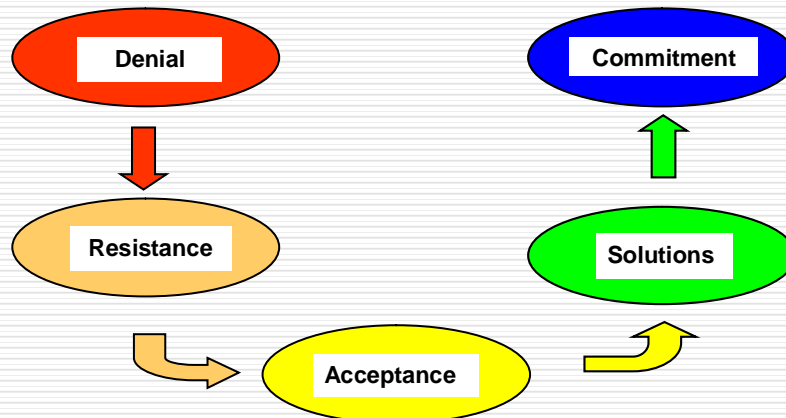 Denial
Resistance
Acceptance
Solutions
Commitment